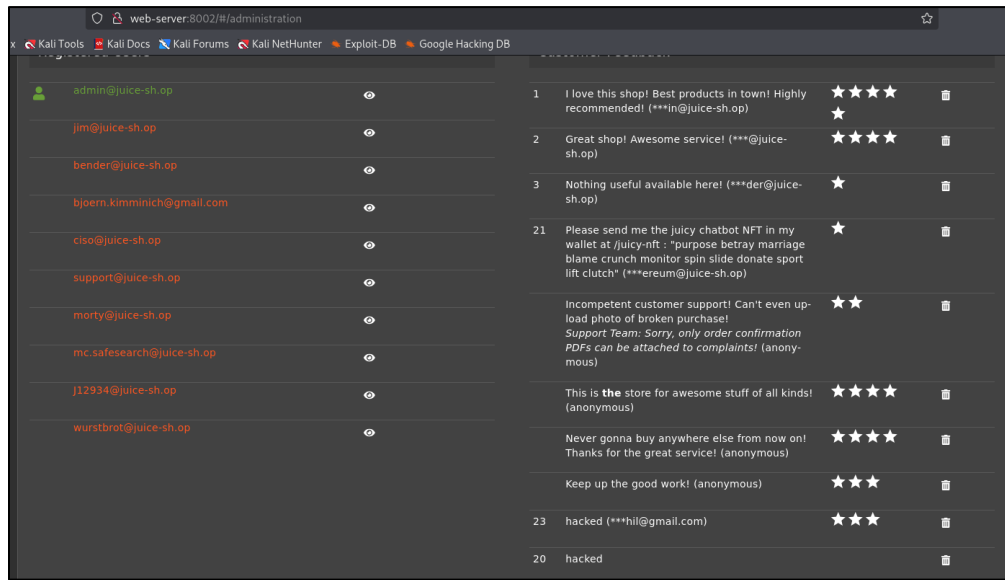 web-server:8002/#/administration
x Kali Tools Kali Docs Kali Forums Kali NetHunter Exploit-DB Google Hacking DB
Registered Users
Customer Feedback
admin@juice-sh.op
jim@juice-sh.op
bender@juice-sh.op
bjoern.kimminich@gmail.com
ciso@juice-sh.op
support@juice-sh.op
morty@juice-sh.op
mc.safesearch@juice-sh.op
J12934@juice-sh.op
wurstbrot@juice-sh.op
1 I love this shop! Best products in town! Highly
recommended! (***in@juice-sh.op)
2 Great shop! Awesome service! (***@juice-
sh.op)
3 Nothing useful available here! (***der@juice-
sh.op)
21 Please send me the juicy chatbot NFT in my
wallet at /juicy-nft : "purpose betray marriage
blame crunch monitor spin slide donate sport
lift clutch" (***ereum@juice-sh.op)
Incompetent customer support! Can't even up-
load photo of broken purchase!
Support Team: Sorry, only order confirmation
PDFs can be attached to complaints! (anony-
mous)
This is the store for awesome stuff of all kinds!
(anonymous)
Never gonna buy anywhere else from now on!
Thanks for the great service! (anonymous)
Keep up the good work! (anonymous)
23 hacked (***hil@gmail.com)
20 hacked